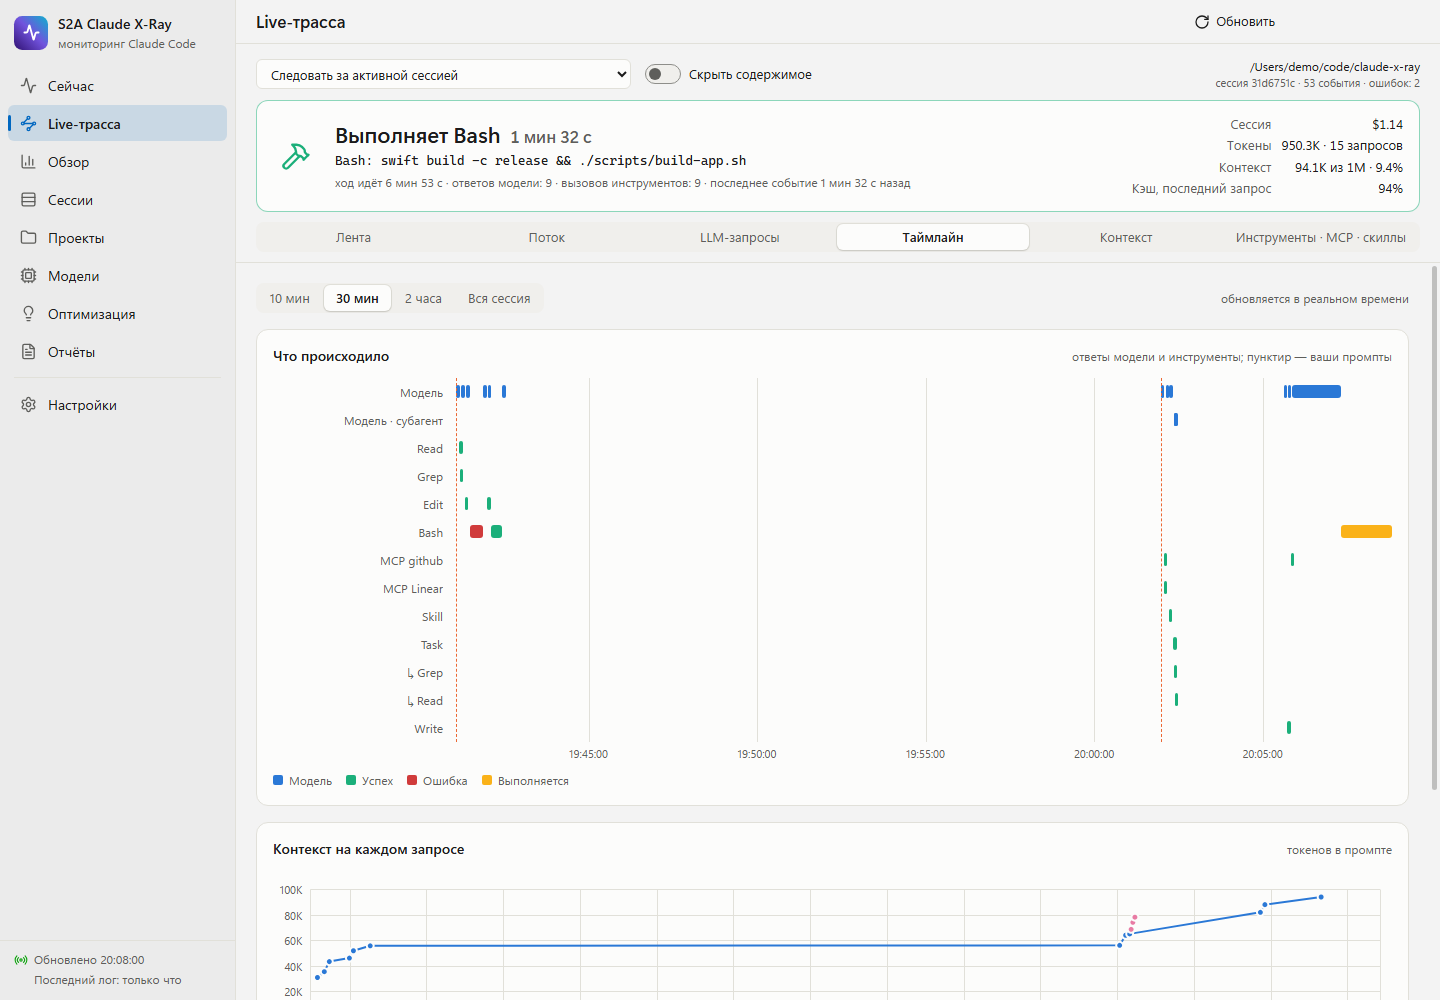 S2A Claude X-Ray
мониторинг Claude Code
Сейчас
Live-трасса
Обзор
Сессии
Проекты
Модели
Оптимизация
Отчёты
Настройки
Обновлено 20:08:00
Последний лог: только что
Live-трасса
Обновить
Следовать за активной сессией
Скрыть содержимое
/Users/demo/code/claude-x-ray
сессия 31d6751c · 53 события · ошибок: 2
Выполняет Bash 1 мин 32 с
Bash: swift build -c release && ./scripts/build-app.sh
ход идёт 6 мин 53 с · ответов модели: 9 · вызовов инструментов: 9 · последнее событие 1 мин 32 с назад
Сессия $1.14
Токены 950.3K · 15 запросов
Контекст 94.1K из 1M · 9.4%
Кэш, последний запрос 94%
Лента
Поток
LLM-запросы
Таймлайн
Контекст
Инструменты · MCP · скиллы
10 мин
30 мин
2 часа
Вся сессия
обновляется в реальном времени
Что происходило
ответы модели и инструменты; пунктир — ваши промпты
Модель
Модель · субагент
Read
Grep
Edit
Bash
MCP github
MCP Linear
Skill
Task
↳ Grep
↳ Read
Write
19:45:00
19:50:00
19:55:00
20:00:00
20:05:00
Модель
Успех
Ошибка
Выполняется
Контекст на каждом запросе
токенов в промпте
100K
80K
60K
40K
20K